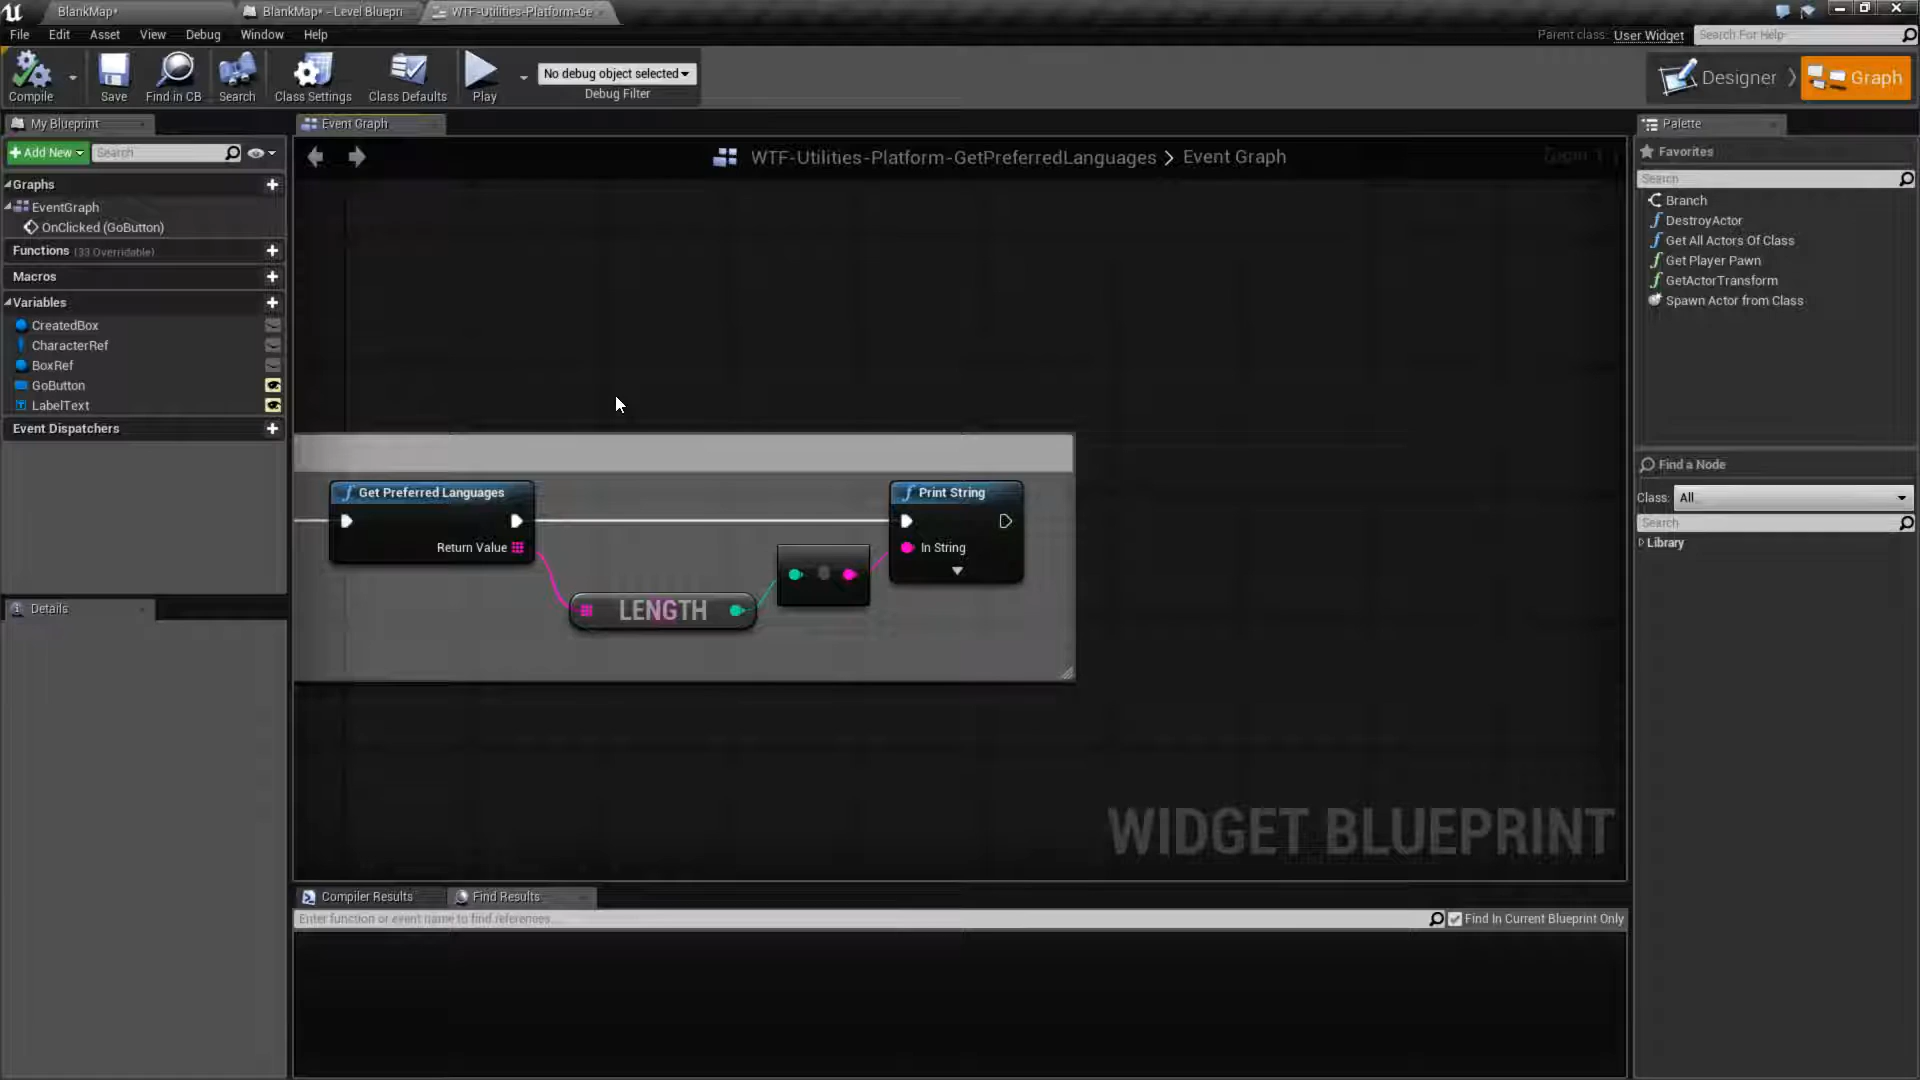 BlankMap*
BlankMap* - Level Bluepri
WTF-Utilities-Platform-Ge
File Edit Asset View Debug Window Help
Parent class: User Widget
Search For Help
Compile
Save
Find in CB
Search
Class Settings
Class Defaults
Play
No debug object selected
Debug Filter
Designer
Graph
My Blueprint
Add New
Search
Graphs
EventGraph
OnClicked (GoButton)
Functions (33 Overridable)
Macros
Variables
CreatedBox
CharacterRef
BoxRef
GoButton
LabelText
Event Dispatchers
Details
Event Graph
WTF-Utilities-Platform-GetPreferredLanguages > Event Graph
Get Preferred Languages
Return Value
LENGTH
Print String
In String
WIDGET BLUEPRINT
Compiler Results
Find Results
Enter function or event name to find references...
Find In Current Blueprint Only
Palette
Favorites
Search
Branch
DestroyActor
Get All Actors Of Class
Get Player Pawn
GetActorTransform
Spawn Actor from Class
Find a Node
Class: All
Search
Library